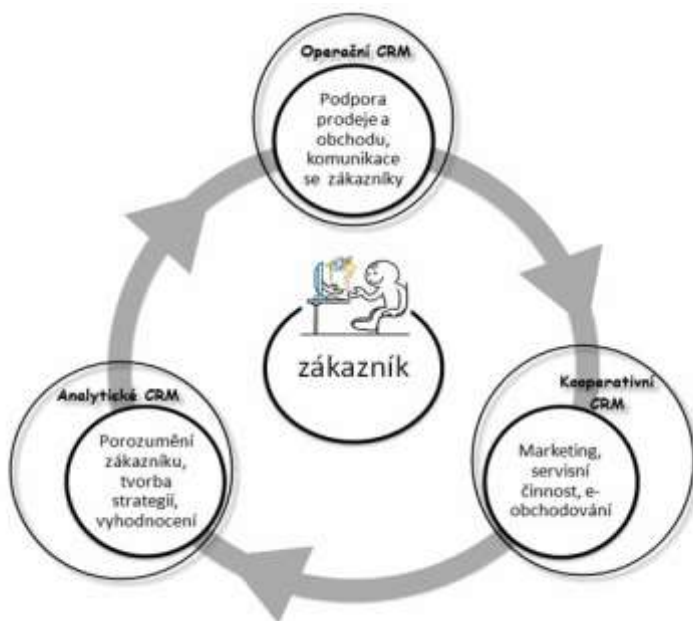 Operační CRM
Podpora
prodeje a
obchodu,
komunikace
se zákazníky
zákazník
Analytické CRM
Porozumění
zákazníku,
tvorba
strategií,
vyhodnocení
Kooperativní
CRM
Marketing,
servisní
činnost, e-
obchodování